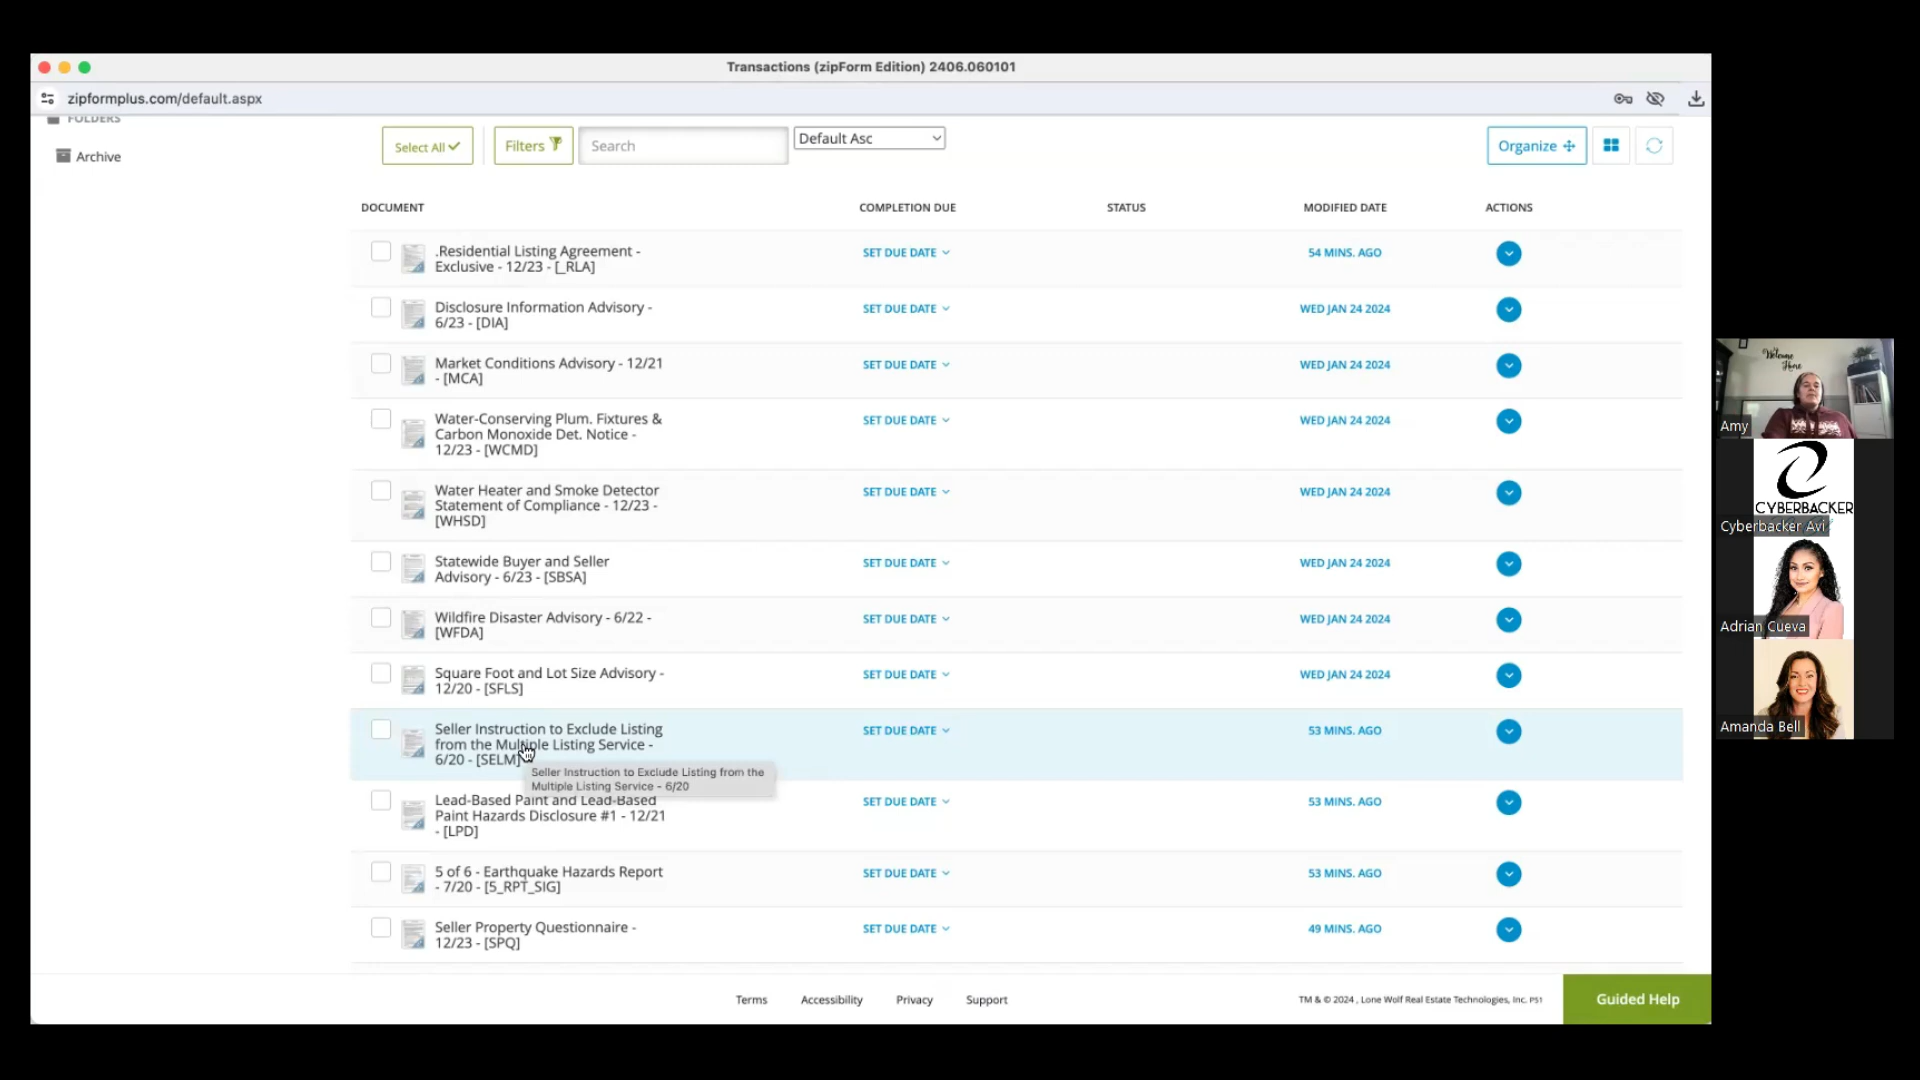 Transactions (zipForm Edition) 2406.060101
zipformplus.com/default.aspx
FOLDERS
Archive
Select All
Filters
Search
Default Asc
Organize
DOCUMENT
COMPLETION DUE
STATUS
MODIFIED DATE
ACTIONS
.Residential Listing Agreement -
Exclusive - 12/23 - [_RLA]
SET DUE DATE
54 MINS. AGO
Disclosure Information Advisory -
6/23 - [DIA]
SET DUE DATE
WED JAN 24 2024
Market Conditions Advisory - 12/21
- [MCA]
SET DUE DATE
WED JAN 24 2024
Water-Conserving Plum. Fixtures &
Carbon Monoxide Det. Notice -
12/23 - [WCMD]
SET DUE DATE
WED JAN 24 2024
Water Heater and Smoke Detector
Statement of Compliance - 12/23 -
[WHSD]
SET DUE DATE
WED JAN 24 2024
Statewide Buyer and Seller
Advisory - 6/23 - [SBSA]
SET DUE DATE
WED JAN 24 2024
Wildfire Disaster Advisory - 6/22 -
[WFDA]
SET DUE DATE
WED JAN 24 2024
Square Foot and Lot Size Advisory -
12/20 - [SFLS]
SET DUE DATE
WED JAN 24 2024
Seller Instruction to Exclude Listing
from the Multiple Listing Service -
6/20 - [SELM]
SET DUE DATE
53 MINS. AGO
Seller Instruction to Exclude Listing from the
Multiple Listing Service - 6/20
Lead-Based Paint and Lead-Based
Paint Hazards Disclosure #1 - 12/21
- [LPD]
SET DUE DATE
53 MINS. AGO
5 of 6 - Earthquake Hazards Report
- 7/20 - [5_RPT_SIG]
SET DUE DATE
53 MINS. AGO
Seller Property Questionnaire -
12/23 - [SPQ]
SET DUE DATE
49 MINS. AGO
Terms
Accessibility
Privacy
Support
TM & © 2024 , Lone Wolf Real Estate Technologies, Inc. PS1
Guided Help
Welcome
Home
Amy
CYBERBACKER
Cyberbacker Avi
Adrian Cueva
Amanda Bell